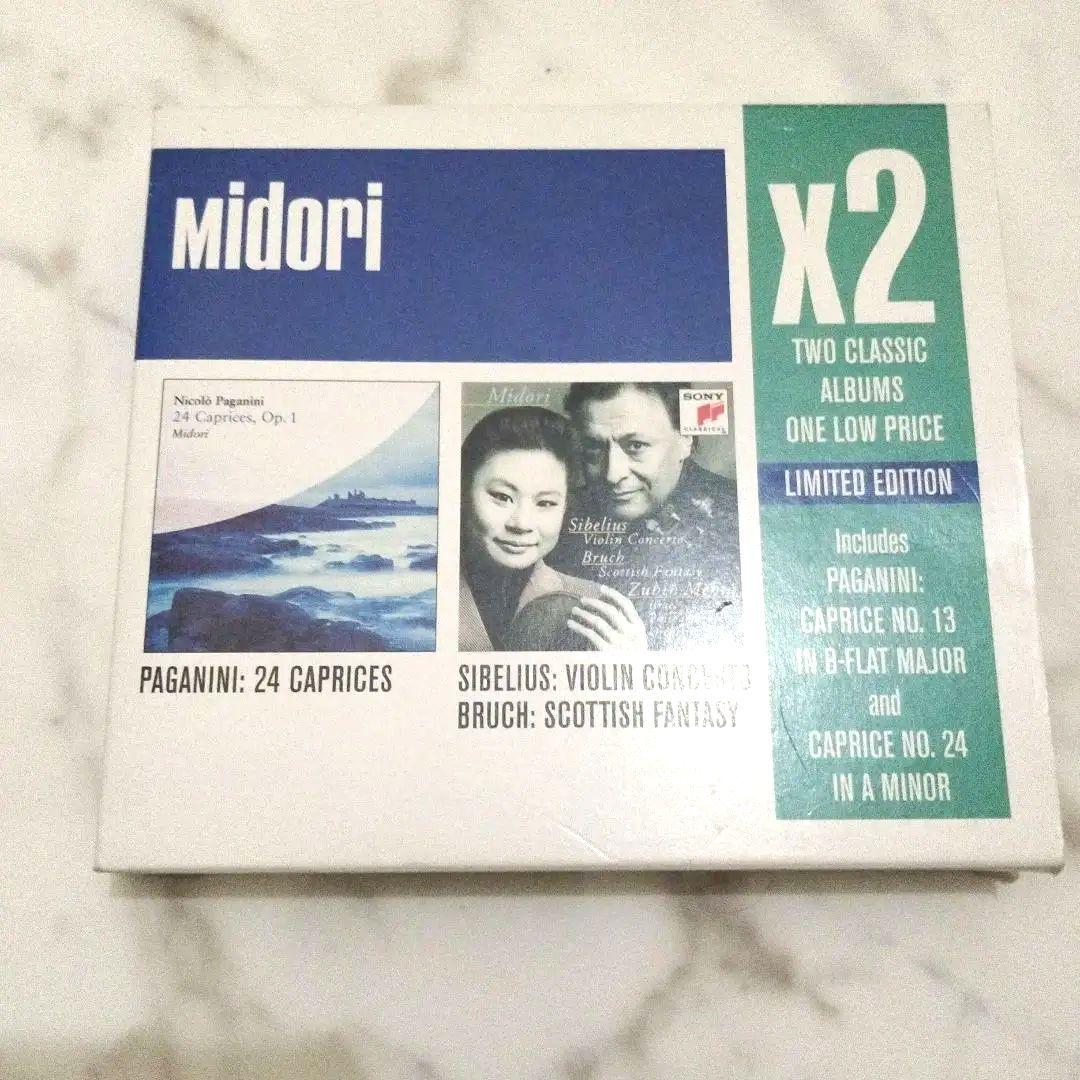 Midori
x2
TWO CLASSIC
ALBUMS
ONE LOW PRICE
LIMITED EDITION
Includes
PAGANINI:
CAPRICE NO. 13
IN B-FLAT MAJOR
and
CAPRICE NO. 24
IN A MINOR
Nicolò Paganini
24 Caprices, Op. 1
Midori
PAGANINI: 24 CAPRICES
Midori
SONY
CLASSICAL
Sibelius
Violin Concerto
Bruch
Scottish Fantasy
Zubin Mehta
SIBELIUS: VIOLIN CONCERTO
BRUCH: SCOTTISH FANTASY